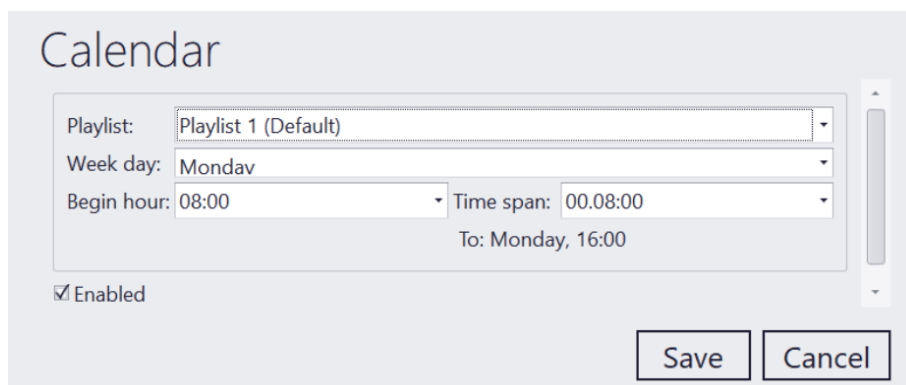 Calendar
Playlist: Playlist 1 (Default)
Week day: Monday
Begin hour: 08:00 Time span: 00.08:00
To: Monday, 16:00
Enabled
Save Cancel